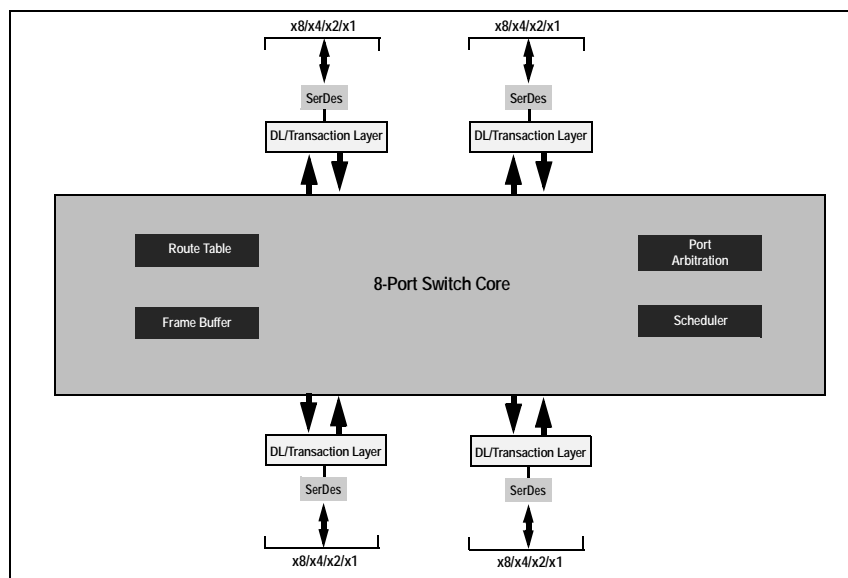 x8/x4/x2/x1
x8/x4/x2/x1
SerDes
SerDes
DL/Transaction Layer
DL/Transaction Layer
Route Table
Port
Arbitration
8-Port Switch Core
Frame Buffer
Scheduler
DL/Transaction Layer
DL/Transaction Layer
SerDes
SerDes
x8/x4/x2/x1
x8/x4/x2/x1